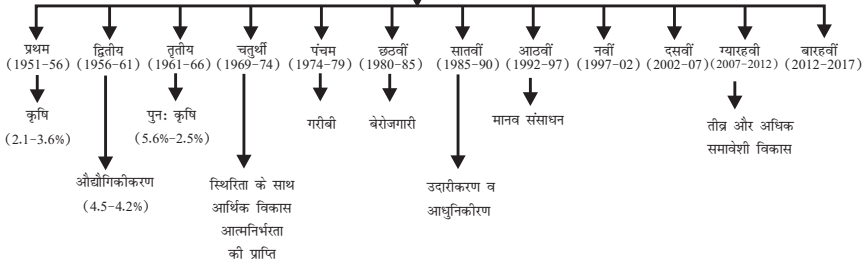 प्रथम द्वितीय तृतीय चतुर्थी पंचम छठवीं सातवीं आठवीं नवीं दसवीं ग्यारहवी बारहवीं
(1951-56) (1956-61) (1961-66) (1969-74) (1974-79) (1980-85) (1985-90) (1992-97) (1997-02) (2002-07) (2007-2012) (2012-2017)
कृषि पुन: कृषि गरीबी बेरोजगारी मानव संसाधन तीव्र और अधिक
(2.1-3.6%) (5.6%-2.5%) समावेशी विकास
औद्यौगिकीकरण स्थिरिता के साथ उदारीकरण व
(4.5-4.2%) आर्थिक विकास आधुनिकीरण
आत्मनिर्भरता
की प्राप्ति